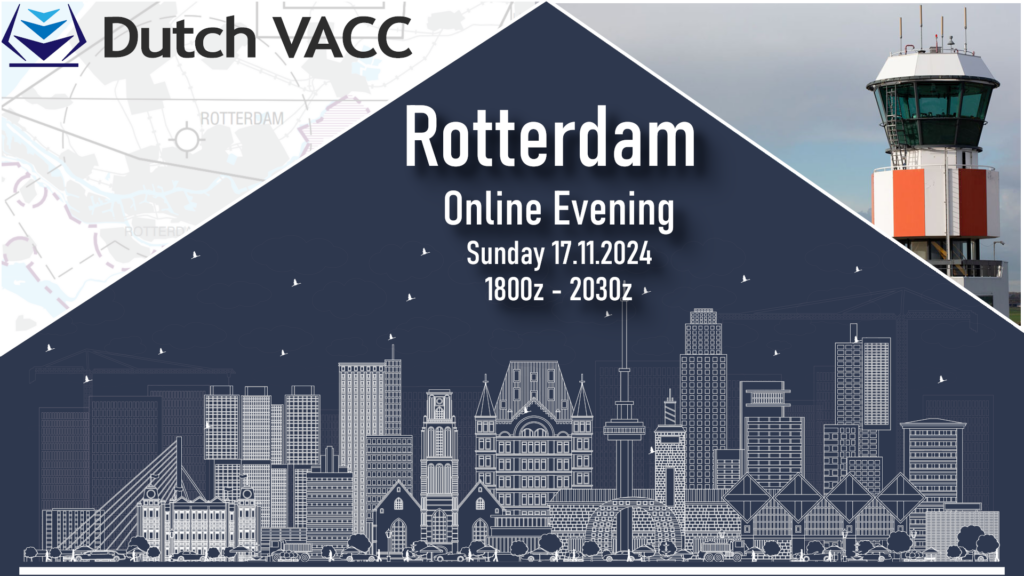 Dutch VACC
ROTTERDAM
Rotterdam
Online Evening
Sunday 17.11.2024
1800z - 2030z